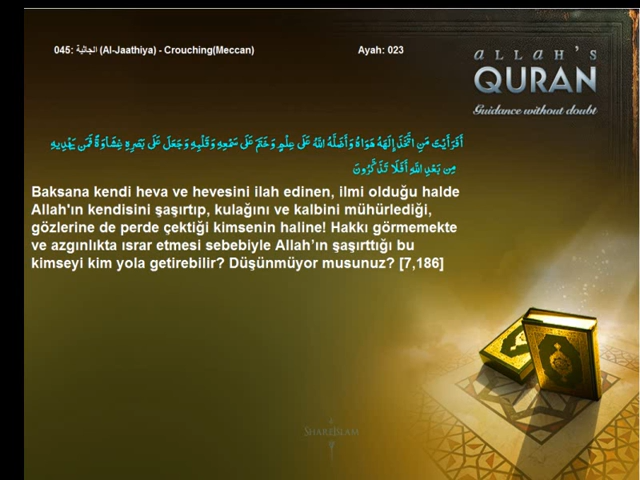 045: الجاثية (Al-Jaathiya) - Crouching(Meccan) Ayah: 023
ALLAH'S
QURAN
Guidance without doubt
أَفَرَأَيْتَ مَنِ اتَّخَذَ إِلَهَهُ هَوَاهُ وَأَضَلَّهُ اللَّهُ عَلَى عِلْمٍ وَخَتَمَ عَلَى سَمْعِهِ وَقَلْبِهِ وَجَعَلَ عَلَى بَصَرِهِ غِشَاوَةً فَمَن يَهْدِيهِ
مِن بَعْدِ اللَّهِ أَفَلَا تَذَكَّرُونَ
Baksana kendi heva ve hevesini ilah edinen, ilmi olduğu halde
Allah'ın kendisini şaşırtıp, kulağını ve kalbini mühürlediği,
gözlerine de perde çektiği kimsenin haline! Hakkı görmemekte
ve azgınlıkta ısrar etmesi sebebiyle Allah’ın şaşırttığı bu
kimseyi kim yola getirebilir? Düşünmüyor musunuz? [7,186]
SHAREISLAM